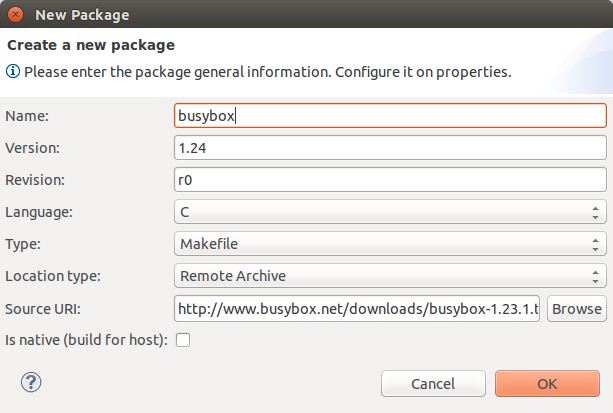 New Package
Create a new package
Please enter the package general information. Configure it on properties.
Name: busybox
Version: 1.24
Revision: r0
Language: C
Type: Makefile
Location type: Remote Archive
Source URI: http://www.busybox.net/downloads/busybox-1.23.1.t Browse
Is native (build for host):
? Cancel OK